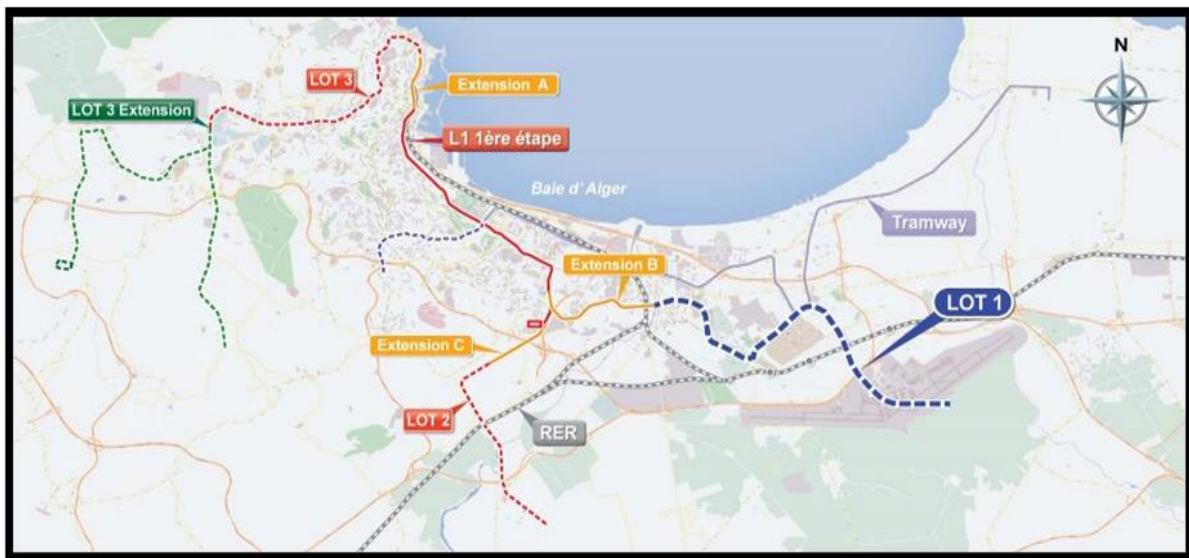 N
LOT 3
Extension A
LOT 3 Extension
L1 1ère étape
Baie d' Alger
Tramway
Extension B
LOT 1
Extension C
LOT 2
RER